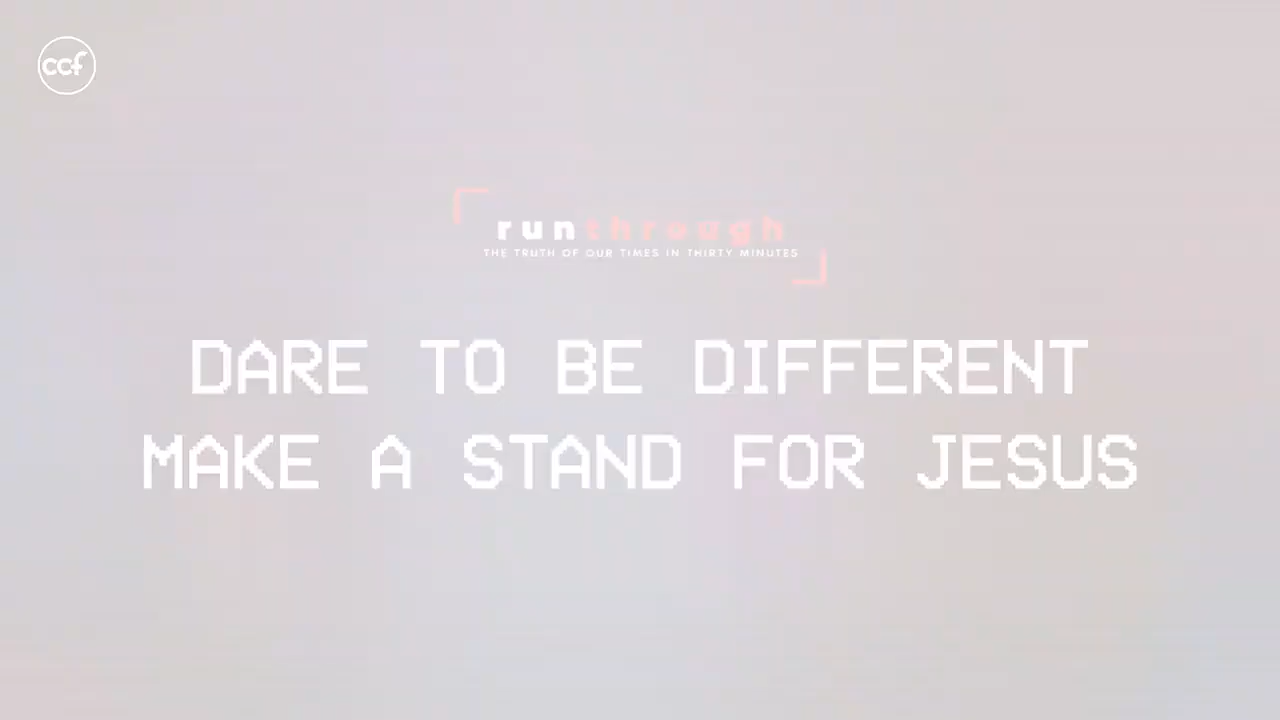 ccf
runthrough
THE TRUTH OF OUR TIMES IN THIRTY MINUTES
DARE TO BE DIFFERENT
MAKE A STAND FOR JESUS